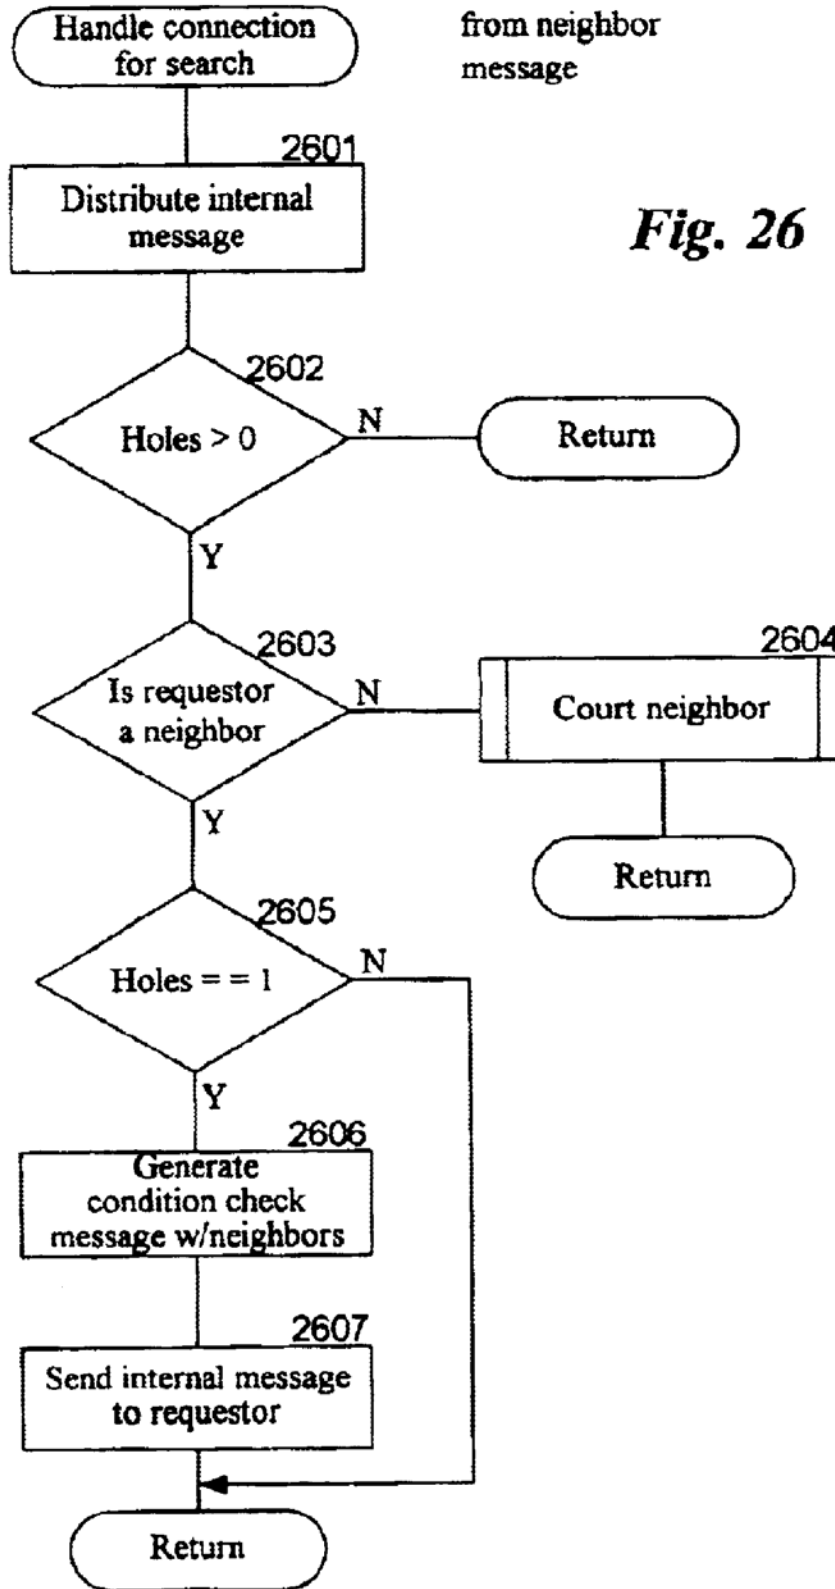 Handle connection
for search
from neighbor
message
2601
Distribute internal
message
Fig. 26
2602
Holes > 0
N
Return
Y
2603
Is requestor
a neighbor
N
2604
Court neighbor
Y
Return
2605
Holes = = 1
N
Y
2606
Generate
condition check
message w/neighbors
2607
Send internal message
to requestor
Return